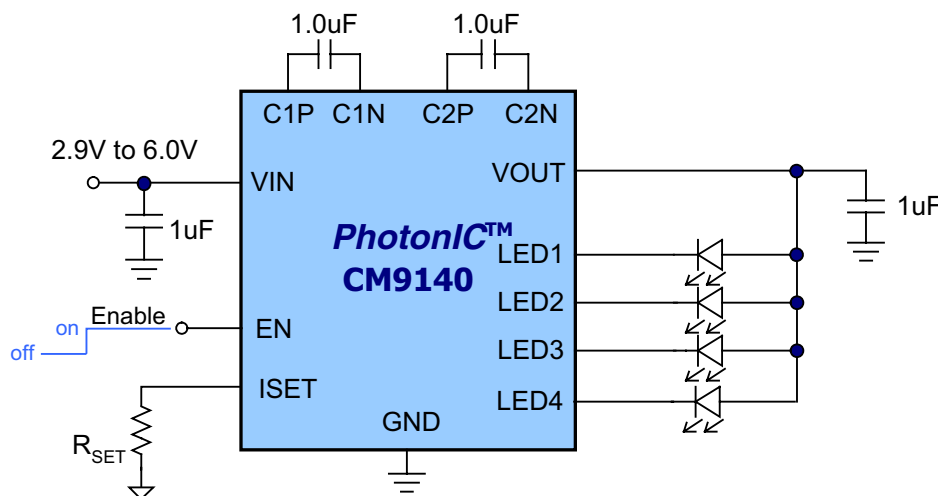 1.0uF 1.0uF
C1P C1N C2P C2N
2.9V to 6.0V
VIN VOUT
1uF 1uF
PhotonIC™
CM9140
LED1
LED2
LED3
LED4
Enable
on
off
EN
ISET
GND
RSET